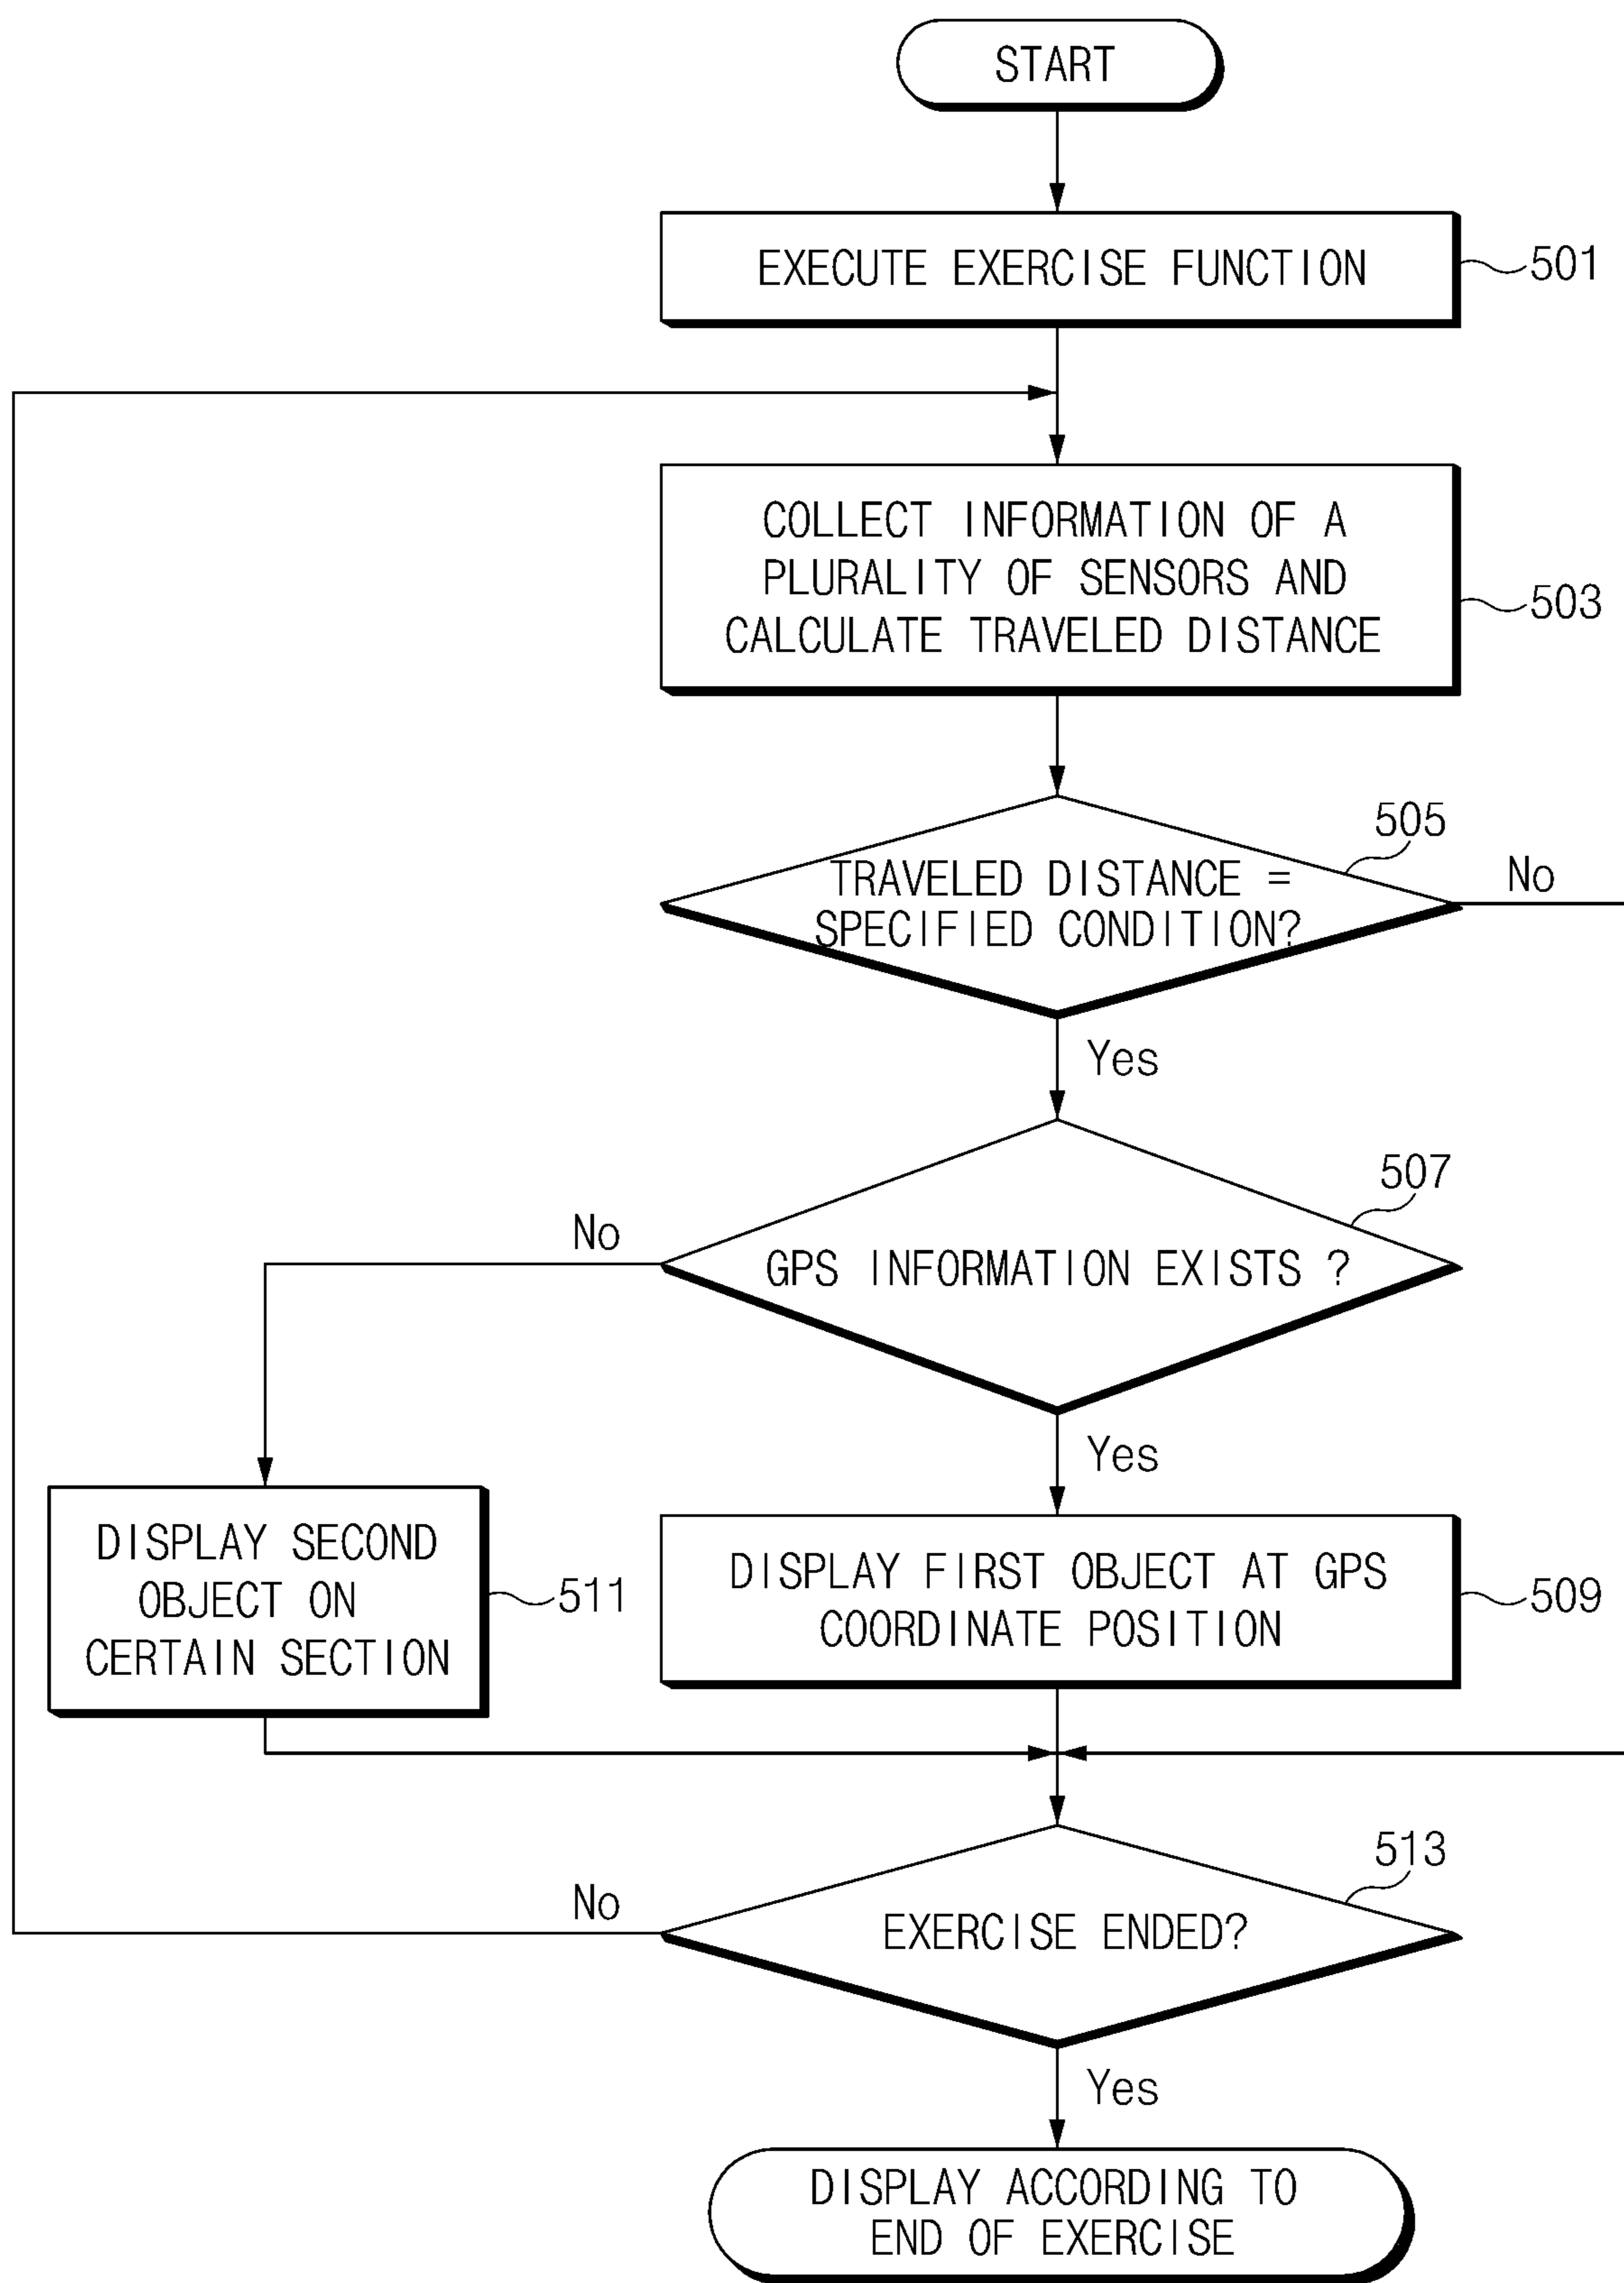 START
EXECUTE EXERCISE FUNCTION
501
COLLECT INFORMATION OF A
PLURALITY OF SENSORS AND
CALCULATE TRAVELED DISTANCE
503
505
TRAVELED DISTANCE =
SPECIFIED CONDITION?
No
Yes
507
GPS INFORMATION EXISTS ?
No
Yes
DISPLAY SECOND
OBJECT ON
CERTAIN SECTION
511
DISPLAY FIRST OBJECT AT GPS
COORDINATE POSITION
509
513
EXERCISE ENDED?
No
Yes
DISPLAY ACCORDING TO
END OF EXERCISE